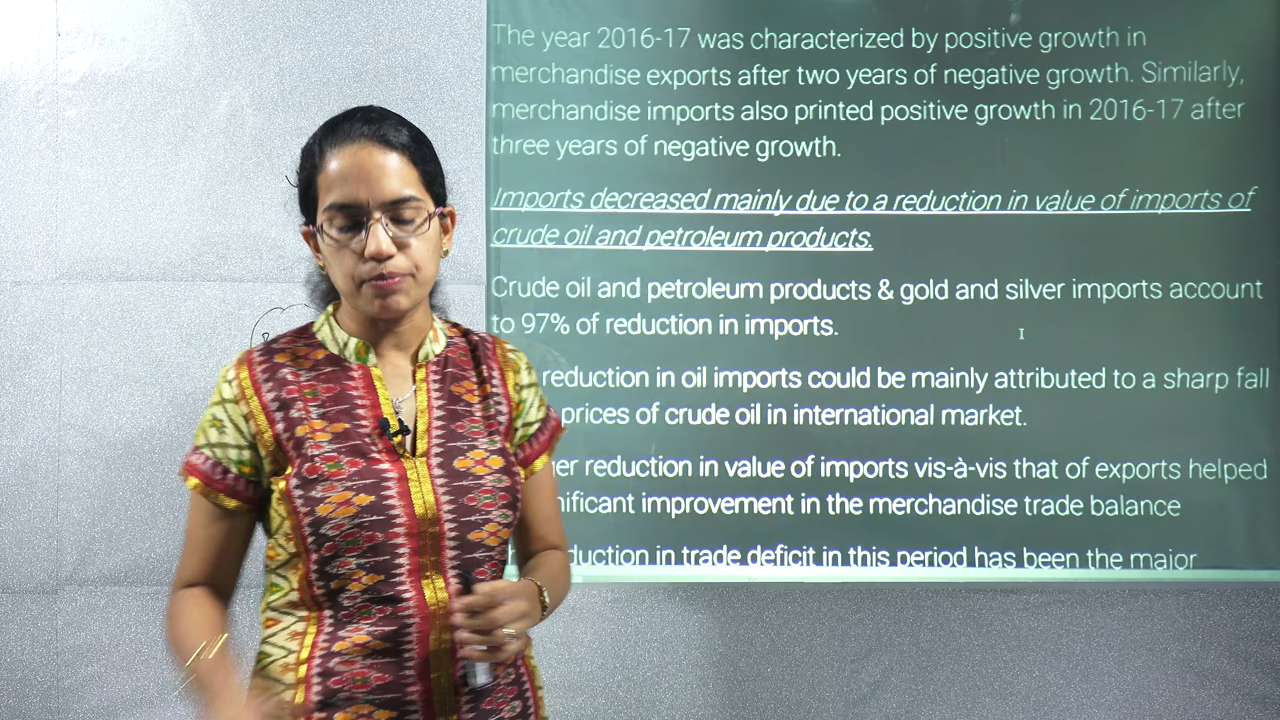 The year 2016-17 was characterized by positive growth in
merchandise exports after two years of negative growth. Similarly,
merchandise imports also printed positive growth in 2016-17 after
three years of negative growth.
Imports decreased mainly due to a reduction in value of imports of
crude oil and petroleum products.
Crude oil and petroleum products & gold and silver imports account
to 97% of reduction in imports.
reduction in oil imports could be mainly attributed to a sharp fall
prices of crude oil in international market.
reduction in value of imports vis-à-vis that of exports helped
improvement in the merchandise trade balance
in trade deficit in this period has been the major